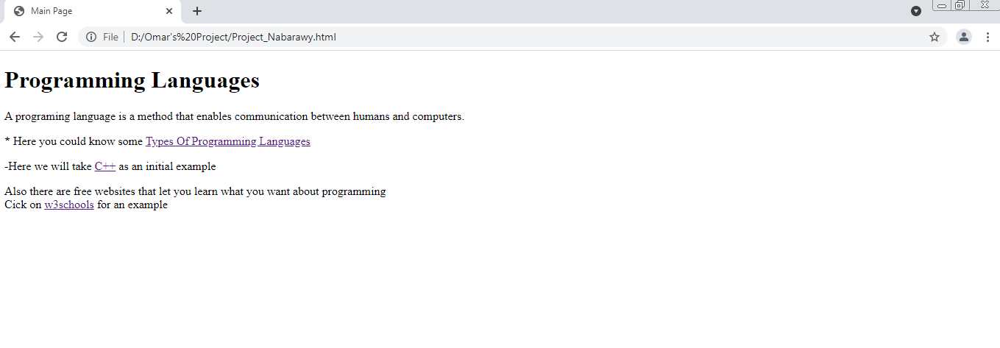 Main Page
File
D:/Omar's%20Project/Project_Nabarawy.html
Programming Languages
A programing language is a method that enables communication between humans and computers.
* Here you could know some Types Of Programming Languages
-Here we will take C++ as an initial example
Also there are free websites that let you learn what you want about programming
Cick on w3schools for an example